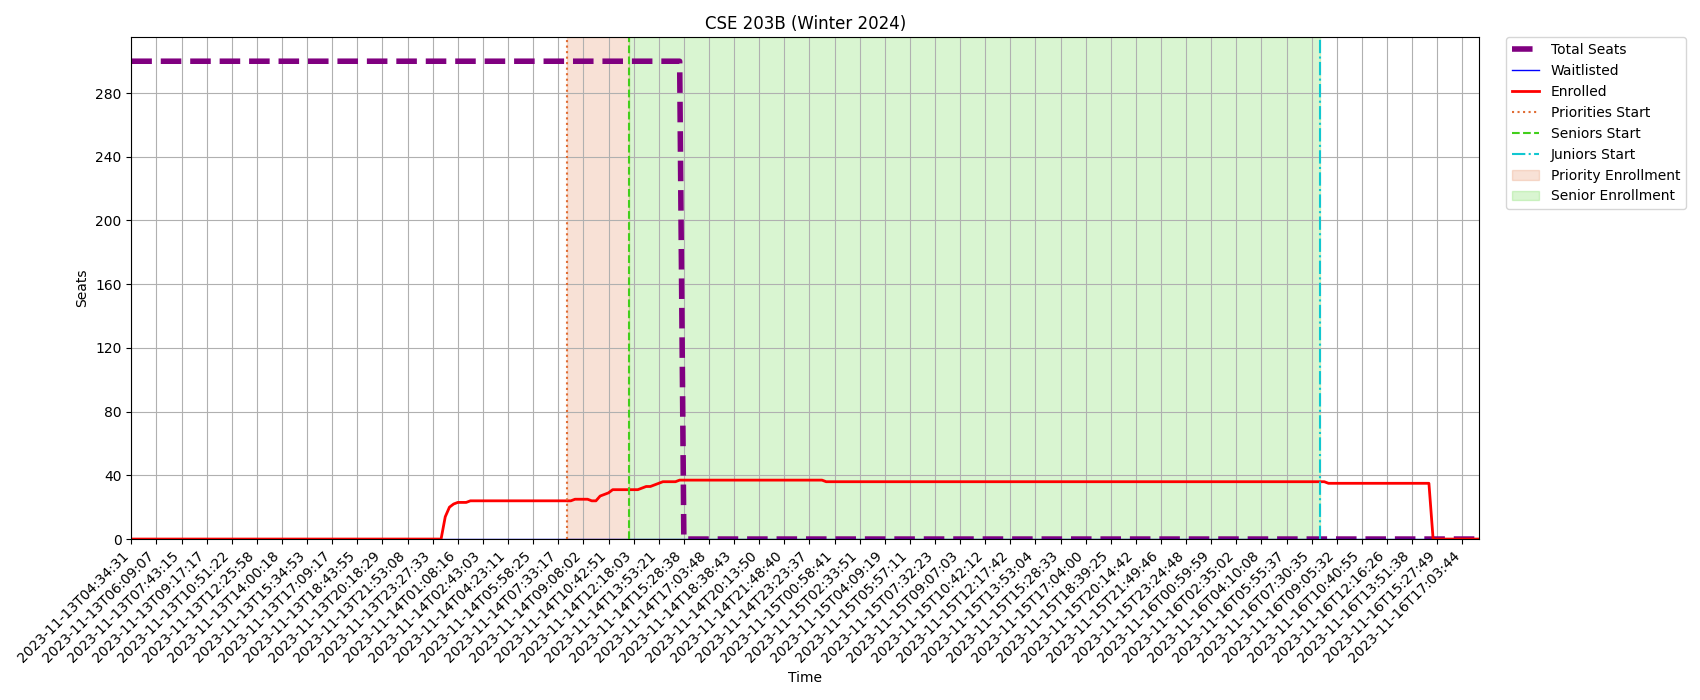 CSE 203B (Winter 2024)
Total Seats
Waitlisted
Enrolled
Priorities Start
Seniors Start
Juniors Start
Priority Enrollment
Senior Enrollment
Seats
280
240
200
160
120
80
40
0
2023-11-13T04:34:31
2023-11-13T06:09:07
2023-11-13T07:43:15
2023-11-13T09:17:17
2023-11-13T10:51:22
2023-11-13T12:25:58
2023-11-13T14:00:18
2023-11-13T15:34:53
2023-11-13T17:09:17
2023-11-13T18:43:55
2023-11-13T20:18:29
2023-11-13T21:53:08
2023-11-13T23:27:33
2023-11-14T01:08:16
2023-11-14T02:43:03
2023-11-14T04:23:11
2023-11-14T05:58:25
2023-11-14T07:33:17
2023-11-14T09:08:02
2023-11-14T10:42:51
2023-11-14T12:18:03
2023-11-14T13:53:21
2023-11-14T15:28:38
2023-11-14T17:03:48
2023-11-14T18:38:43
2023-11-14T20:13:50
2023-11-14T21:48:40
2023-11-14T23:23:37
2023-11-15T00:58:41
2023-11-15T02:33:51
2023-11-15T04:09:19
2023-11-15T05:57:11
2023-11-15T07:32:23
2023-11-15T09:07:03
2023-11-15T10:42:12
2023-11-15T12:17:42
2023-11-15T13:53:04
2023-11-15T15:28:33
2023-11-15T17:04:00
2023-11-15T18:39:25
2023-11-15T20:14:42
2023-11-15T21:49:46
2023-11-15T23:24:48
2023-11-16T00:59:59
2023-11-16T02:35:02
2023-11-16T04:10:08
2023-11-16T05:55:37
2023-11-16T07:30:35
2023-11-16T09:05:32
2023-11-16T10:40:55
2023-11-16T12:16:26
2023-11-16T13:51:38
2023-11-16T15:27:49
2023-11-16T17:03:44
Time